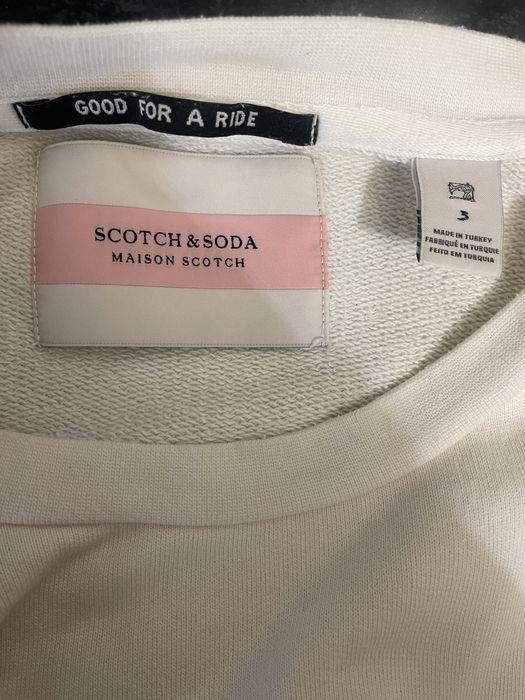 GOOD FOR A RIDE
SCOTCH & SODA
MAISON SCOTCH
3
MADE IN TURKEY
FABRIQUÉ EN TURQUIE
FEITO EM TURQUIA